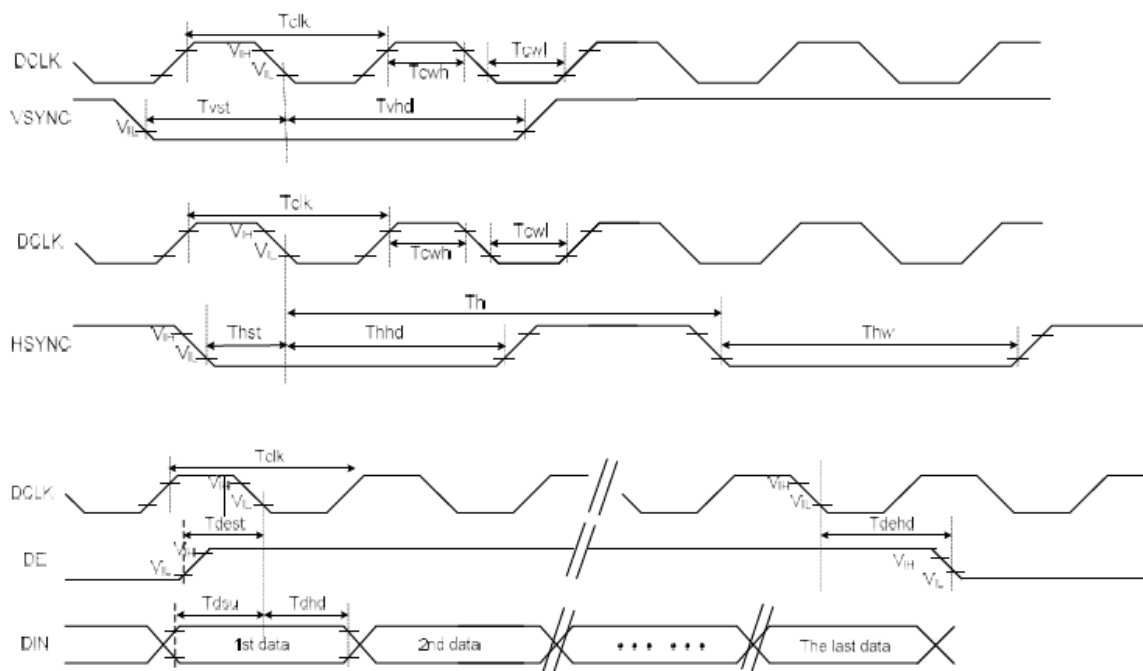 Tclk
DCLK VIH VIL Tcwh Tcwl
VSYNC VIL Tvst Tvhd
Tclk
DCLK VIH VIL Tcwh Tcwl
Th
HSYNC VIH VIL Thst Thhd Thw
Tclk
DCLK VIH VIL VIH VIL
Tdest Tdehd
DE VIH VIL VIH VIL
Tdsu Tdhd
DIN 1st data 2nd data • • • • • • • The last data